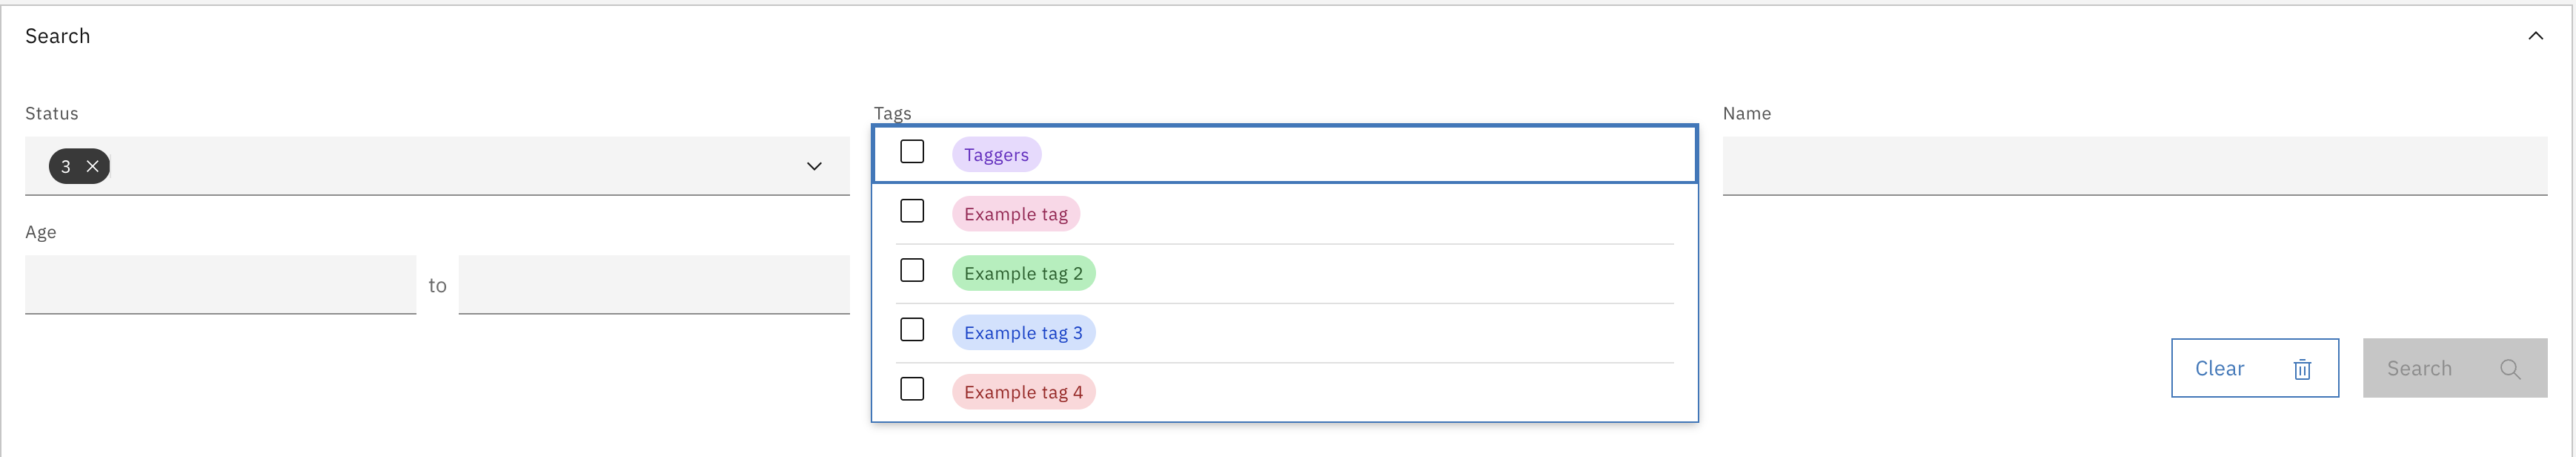 Search
Status
3
Age
to
Tags
Taggers
Example tag
Example tag 2
Example tag 3
Example tag 4
Name
Clear
Search